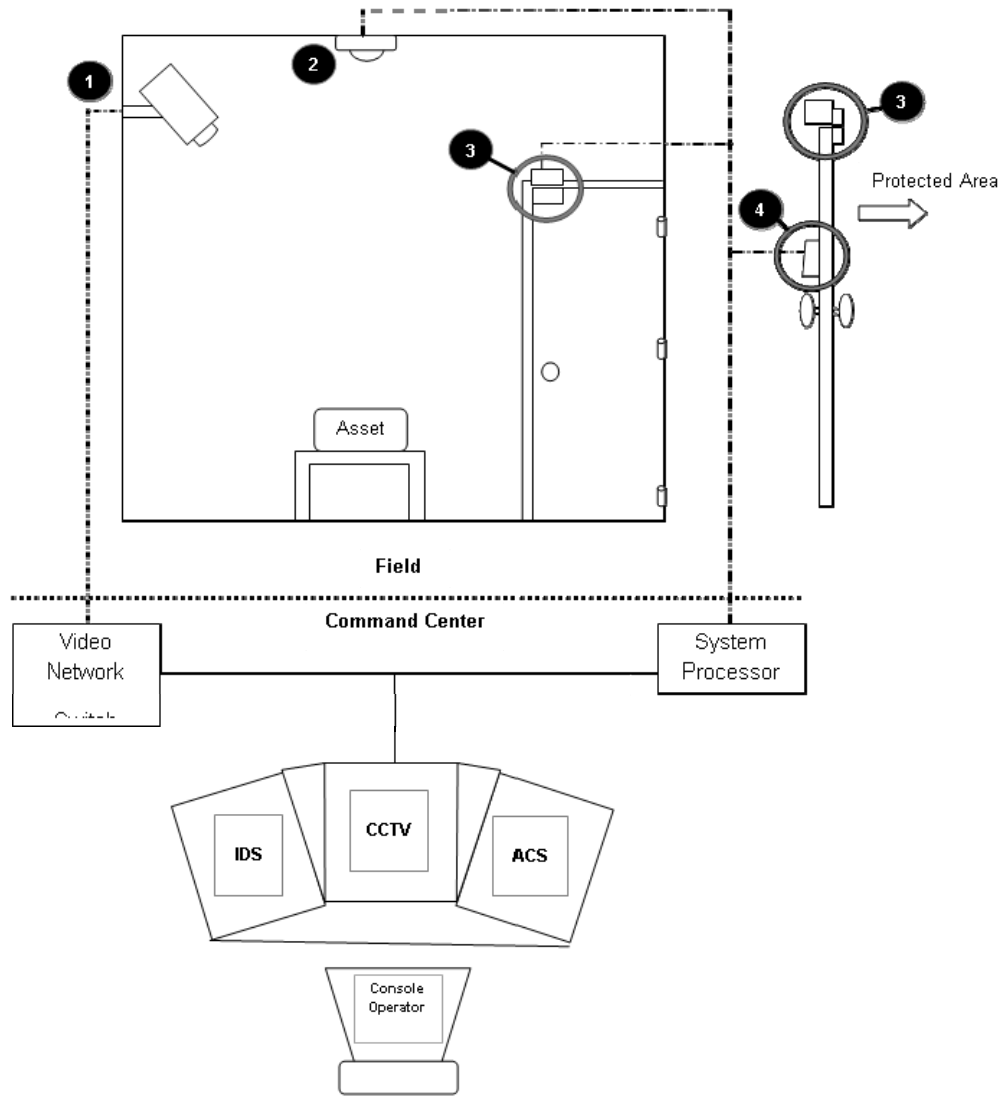 1
2
3
3
4
Protected Area
Asset
Field
Command Center
Video
Network
System
Processor
IDS
CCTV
ACS
Console
Operator